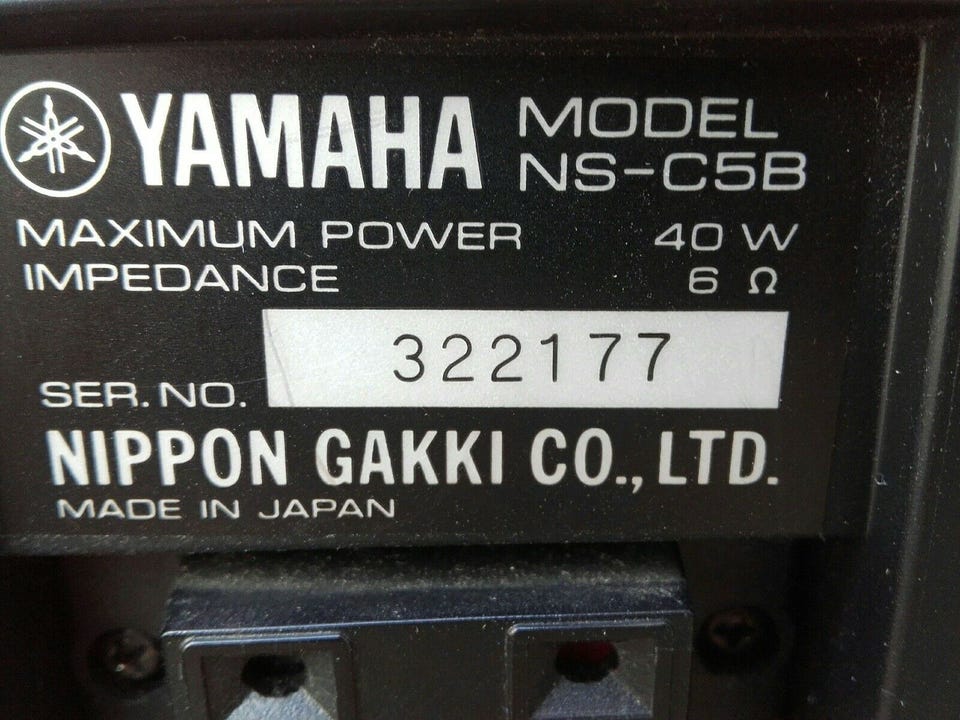 YAMAHA MODEL NS-C5B
MAXIMUM POWER 40 W
IMPEDANCE 6 Ω
SER. NO. 322177
NIPPON GAKKI CO., LTD.
MADE IN JAPAN